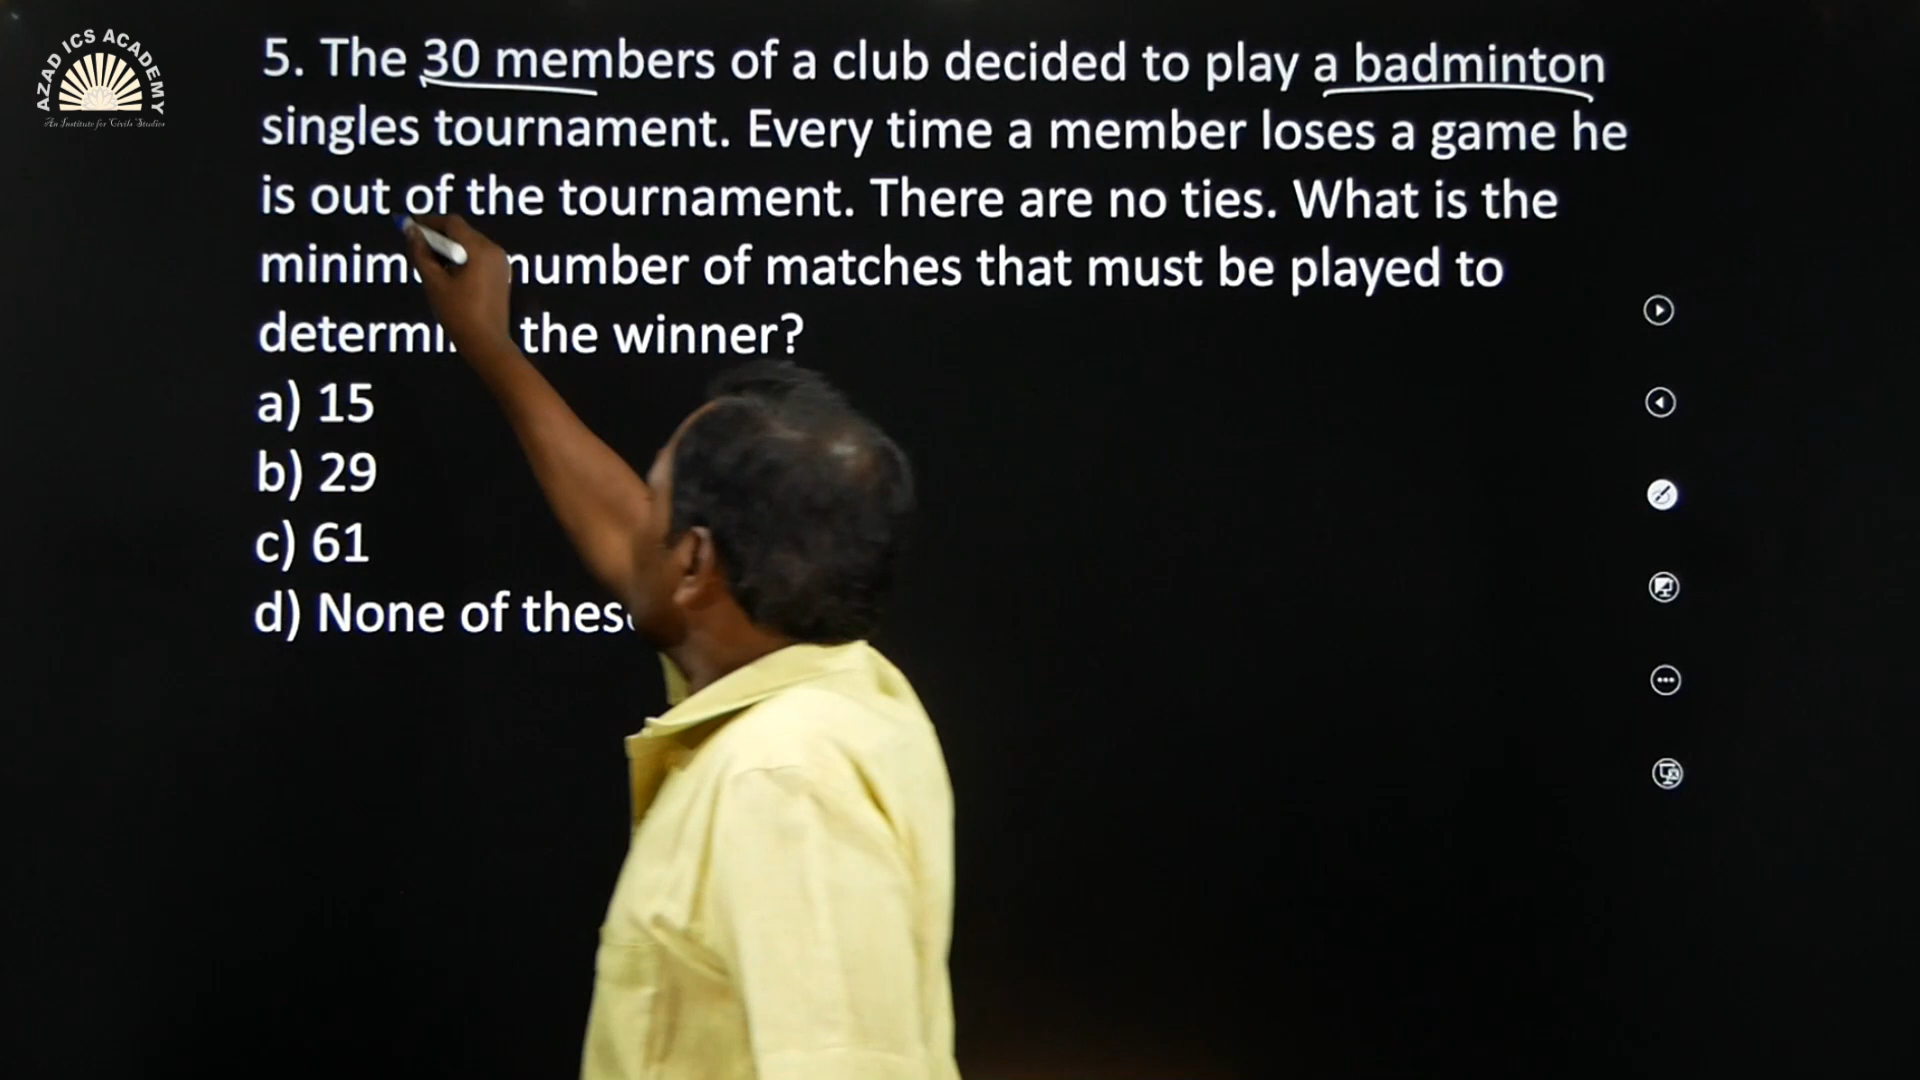 AZAD ICS ACADEMY
An Institute for Civils Studies
5. The 30 members of a club decided to play a badminton
singles tournament. Every time a member loses a game he
is out of the tournament. There are no ties. What is the
number of matches that must be played to
the winner?
a) 15
b) 29
c) 61
d) None of